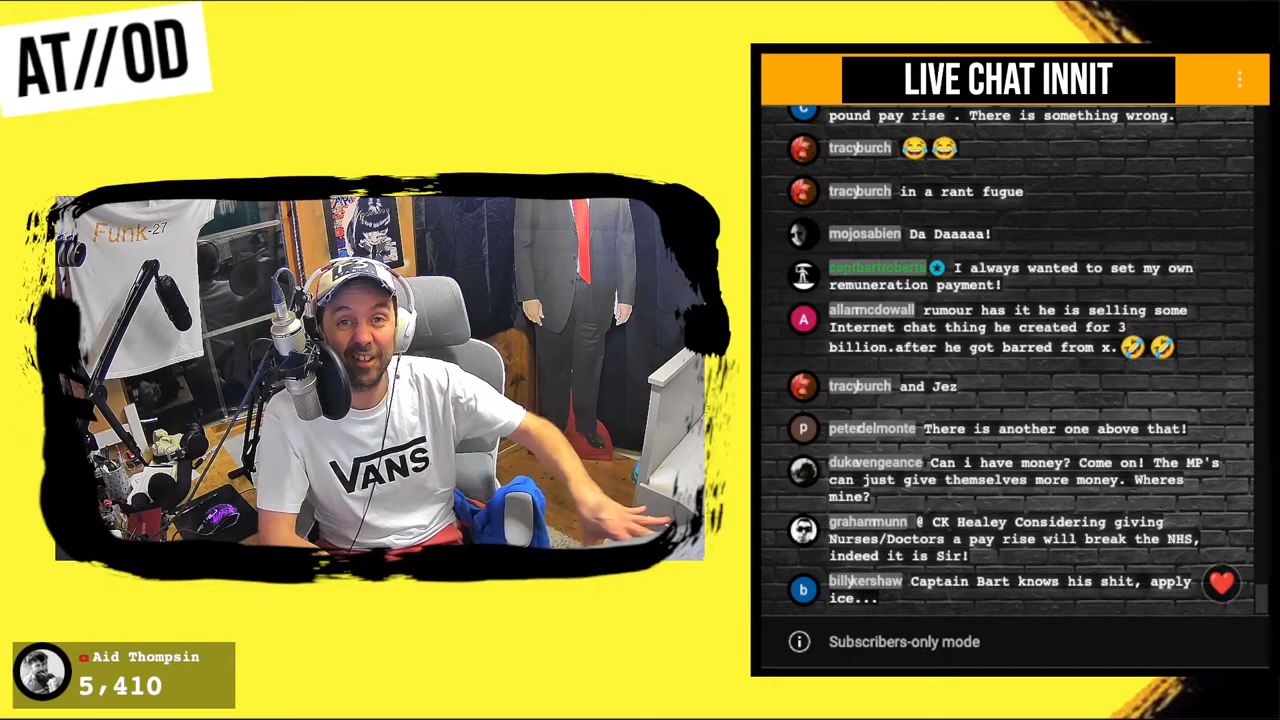 AT//OD
Funk-27
VANS
Aid Thompsin
5,410
LIVE CHAT INNIT
pound pay rise . There is something wrong.
tracyburch 😂😂
tracyburch in a rant fugue
mojosabien Da Daaaaa!
captbartroberts I always wanted to set my own
remuneration payment!
allanmcdowall rumour has it he is selling some
Internet chat thing he created for 3
billion.after he got barred from x.🤣🤣
tracyburch and Jez
peterdelmonte There is another one above that!
dukevengeance Can i have money? Come on! The MP's
can just give themselves more money. Wheres
mine?
grahammunn @ CK Healey Considering giving
Nurses/Doctors a pay rise will break the NHS,
indeed it is Sir!
billykershaw Captain Bart knows his shit, apply
ice...
Subscribers-only mode